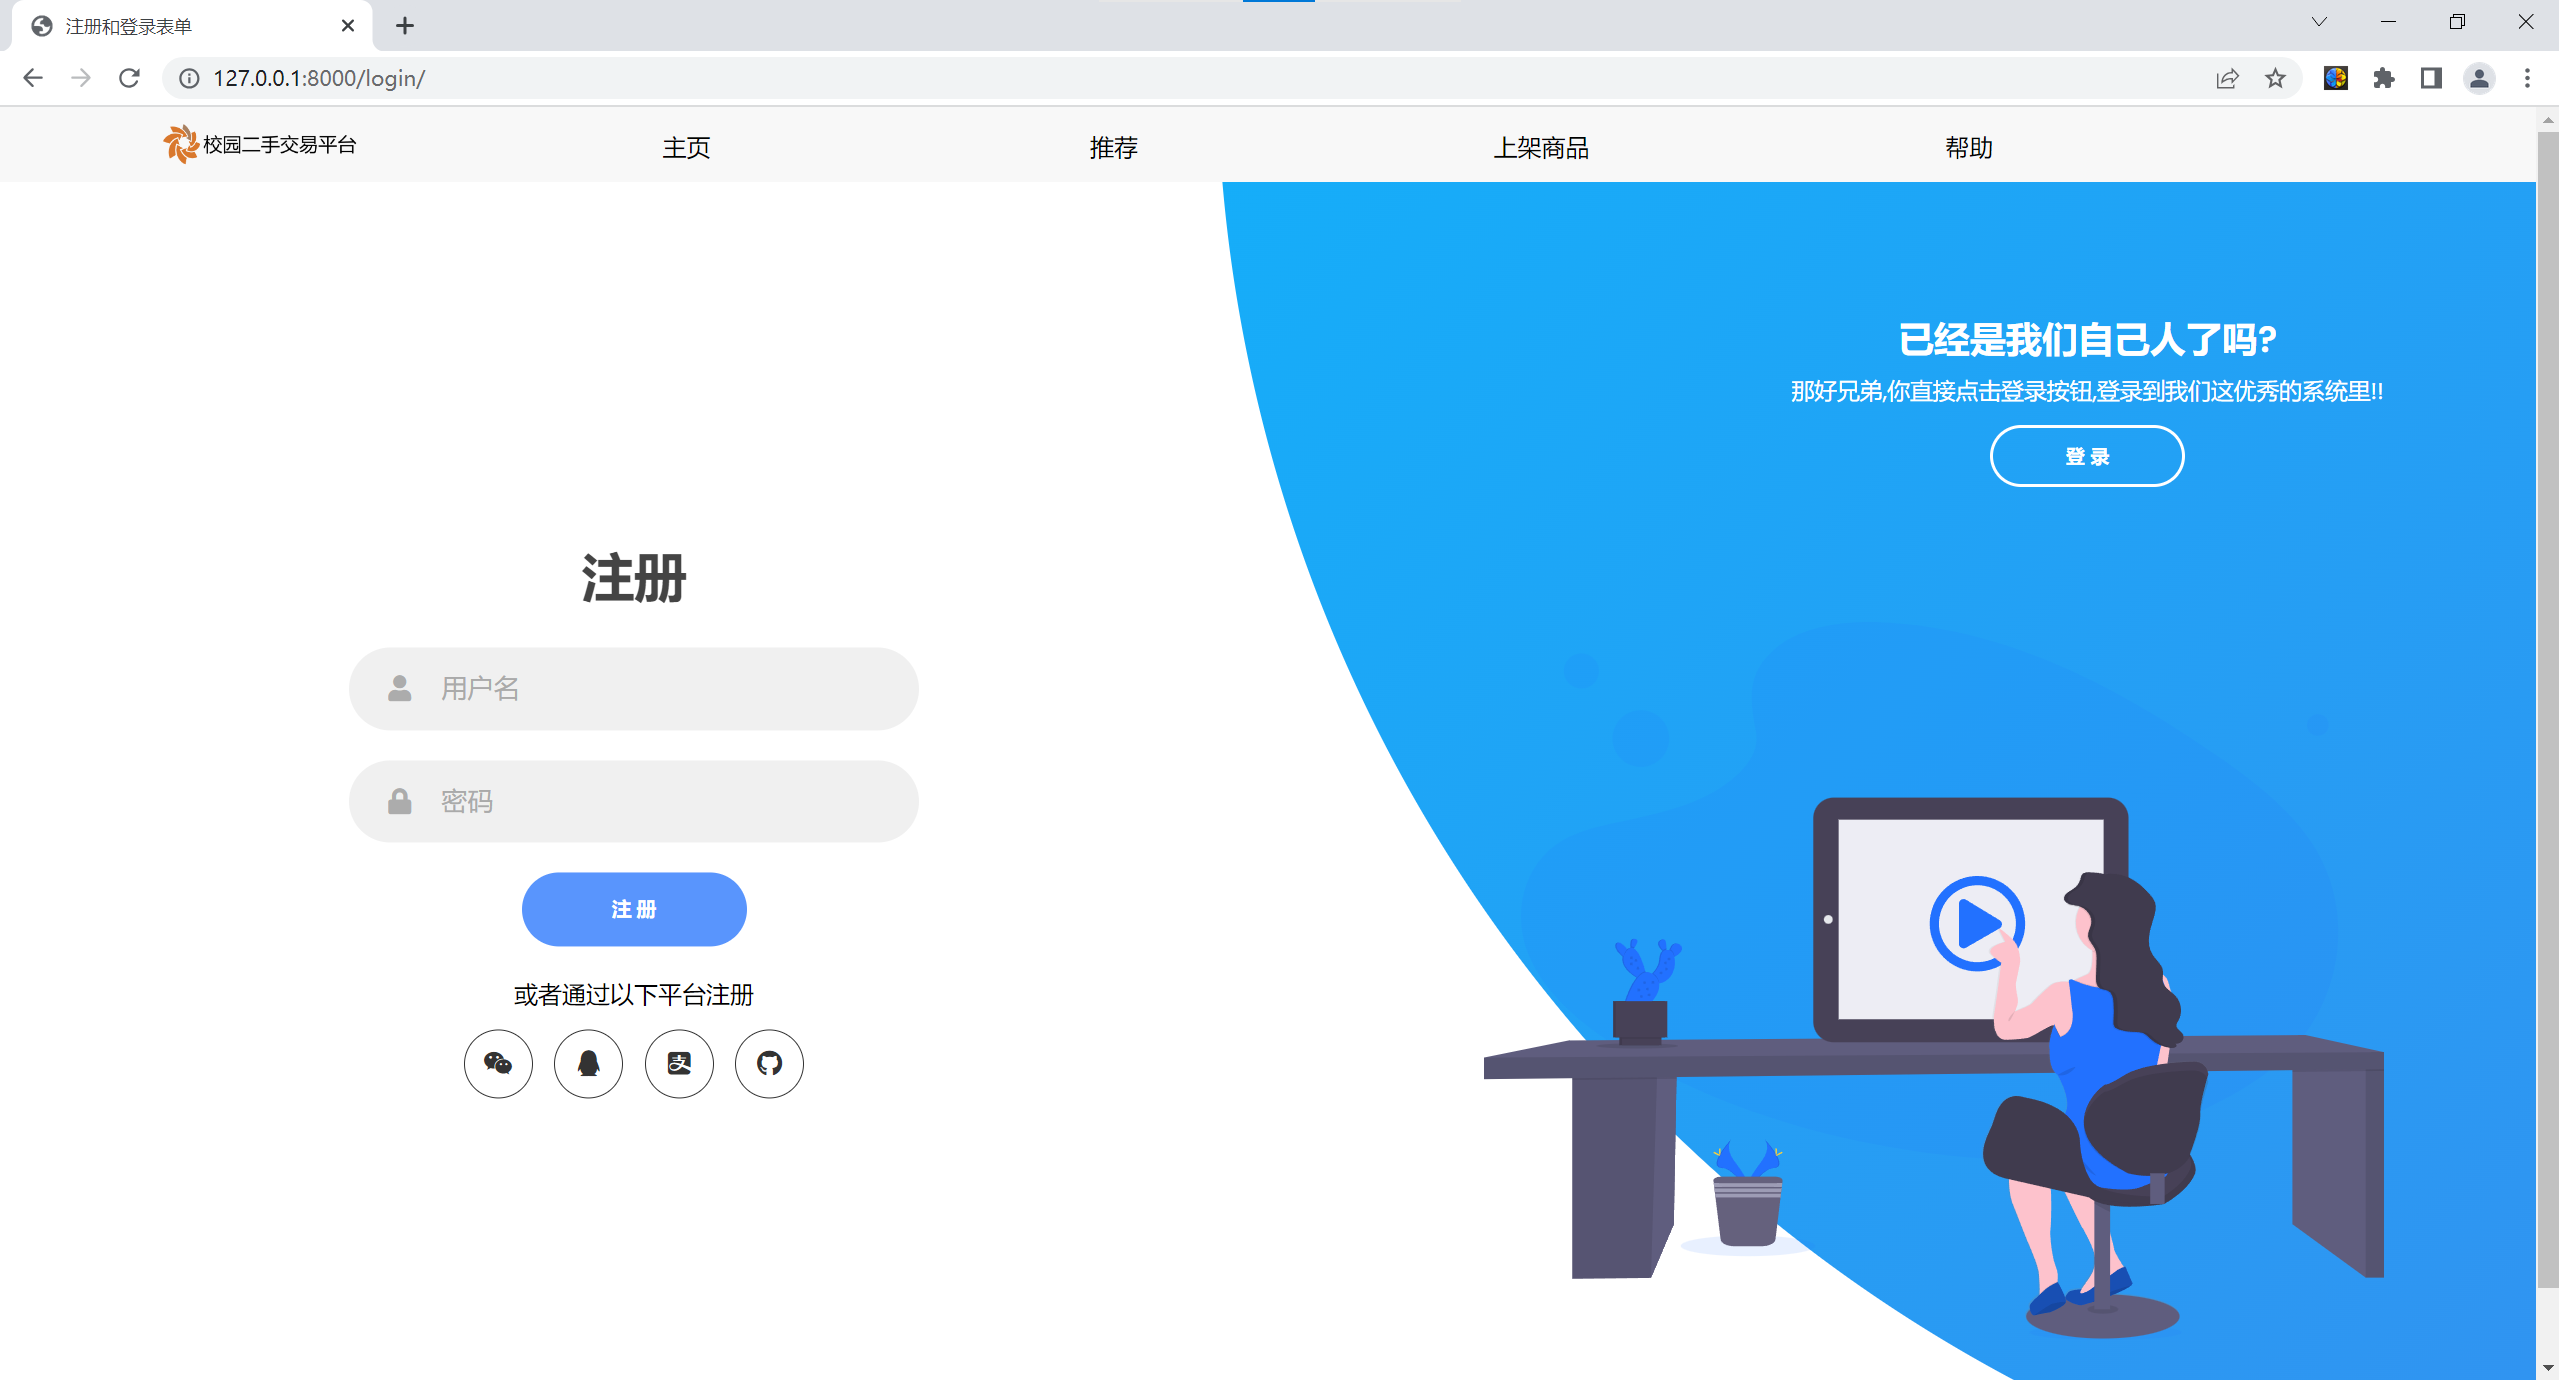 注册和登录表单
127.0.0.1:8000/login/
校园二手交易平台 主页 推荐 上架商品 帮助
已经是我们自己人了吗?
那好兄弟,你直接点击登录按钮,登录到我们这优秀的系统里!!
登录
注册
用户名
密码
注册
或者通过以下平台注册
支